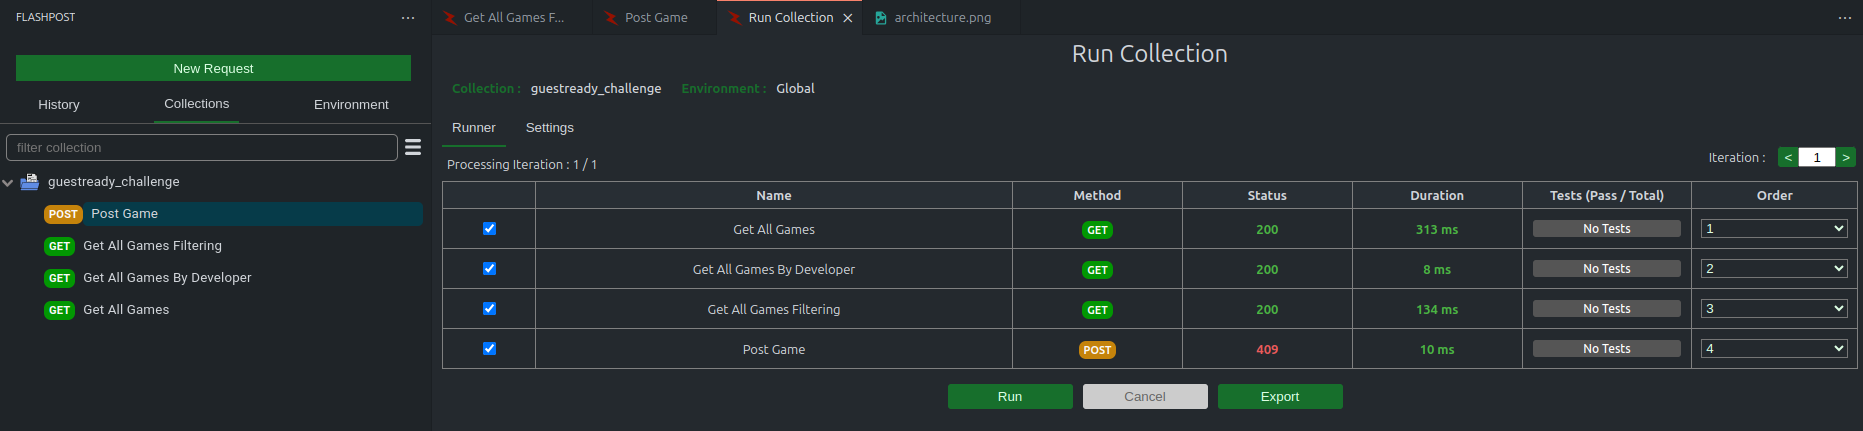 FLASHPOST ...
New Request
History Collections Environment
filter collection
guestready_challenge
POST Post Game
GET Get All Games Filtering
GET Get All Games By Developer
GET Get All Games
Get All Games F... Post Game Run Collection × architecture.png ...
Run Collection
Collection : guestready_challenge Environment : Global
Runner Settings
Processing Iteration : 1 / 1 Iteration : < 1 >
Name Method Status Duration Tests (Pass / Total) Order
Get All Games GET 200 313 ms No Tests 1
Get All Games By Developer GET 200 8 ms No Tests 2
Get All Games Filtering GET 200 134 ms No Tests 3
Post Game POST 409 10 ms No Tests 4
Run Cancel Export